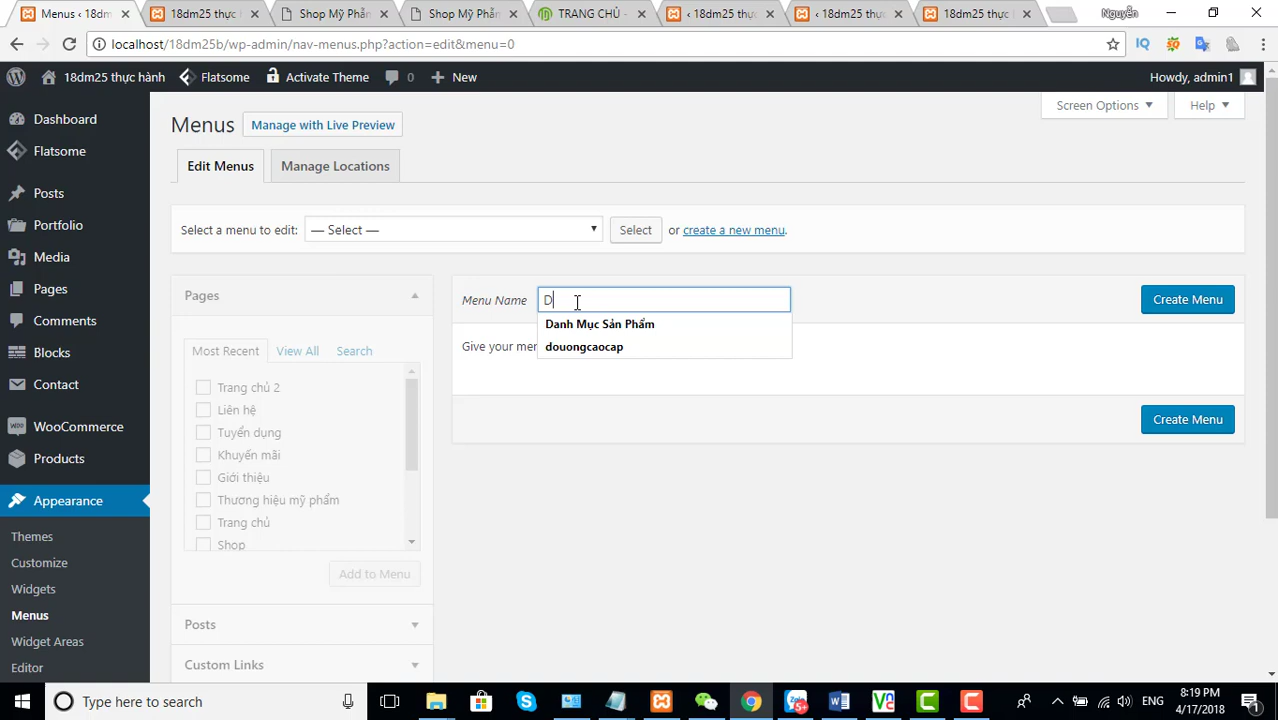 Menus ‹ 18dm
18dm25 thực
Shop Mỹ Phẩm
Shop Mỹ Phẩm
TRANG CHỦ -
‹ 18dm25 thực
‹ 18dm25 thực
18dm25 thực
Nguyễn
localhost/18dm25b/wp-admin/nav-menus.php?action=edit&menu=0
18dm25 thực hành
Flatsome
Activate Theme
0
New
Howdy, admin1
Dashboard
Flatsome
Posts
Portfolio
Media
Pages
Comments
Blocks
Contact
WooCommerce
Products
Appearance
Themes
Customize
Widgets
Menus
Widget Areas
Editor
Menus
Manage with Live Preview
Screen Options
Help
Edit Menus
Manage Locations
Select a menu to edit:
— Select —
Select
or create a new menu.
Pages
Most Recent
View All
Search
Trang chủ 2
Liên hệ
Tuyển dụng
Khuyến mãi
Giới thiệu
Thương hiệu mỹ phẩm
Trang chủ
Shop
Add to Menu
Posts
Custom Links
Menu Name
D
Create Menu
Danh Mục Sản Phẩm
douongcaocap
Give your men
Create Menu
Type here to search
ENG
8:19 PM
4/17/2018